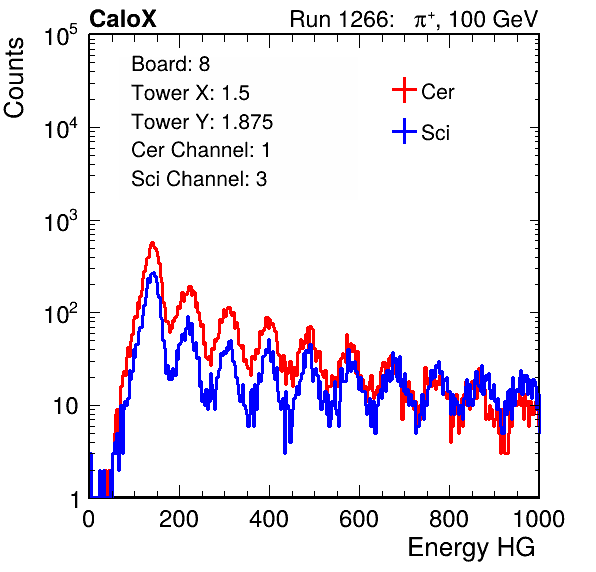 CaloX Run 1266: π⁺, 100 GeV
Board: 8
Tower X: 1.5
Tower Y: 1.875
Cer Channel: 1
Sci Channel: 3
Cer
Sci
Counts
10⁵
10⁴
10³
10²
10
1
0 200 400 600 800 1000
Energy HG